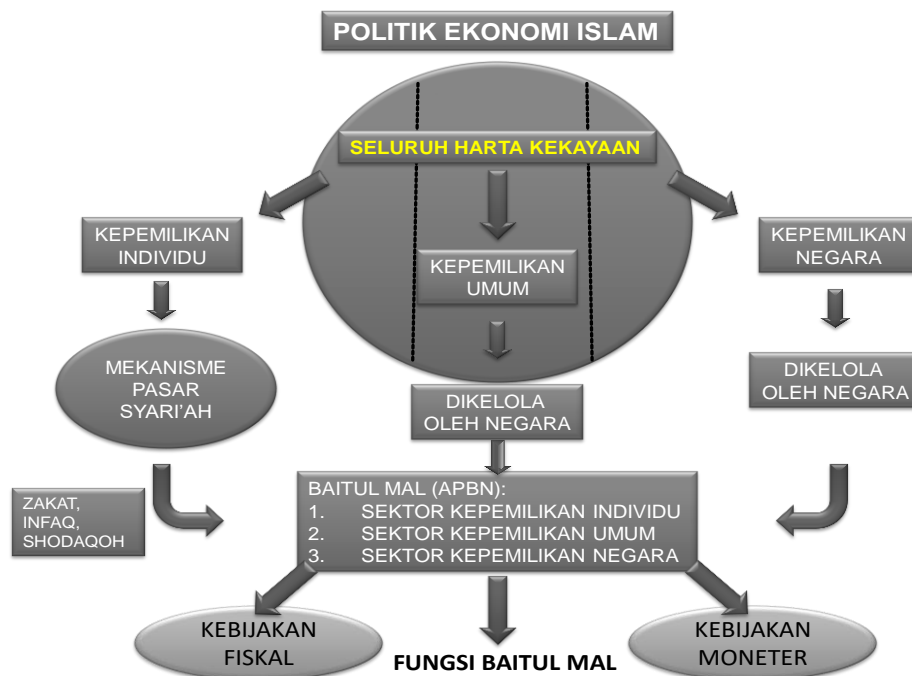 POLITIK EKONOMI ISLAM
SELURUH HARTA KEKAYAAN
KEPEMILIKAN
INDIVIDU
KEPEMILIKAN
UMUM
KEPEMILIKAN
NEGARA
MEKANISME
PASAR
SYARI'AH
DIKELOLA
OLEH NEGARA
DIKELOLA
OLEH NEGARA
ZAKAT,
INFAQ,
SHODAQOH
BAITUL MAL (APBN):
1. SEKTOR KEPEMILIKAN INDIVIDU
2. SEKTOR KEPEMILIKAN UMUM
3. SEKTOR KEPEMILIKAN NEGARA
KEBIJAKAN
FISKAL
FUNGSI BAITUL MAL
KEBIJAKAN
MONETER